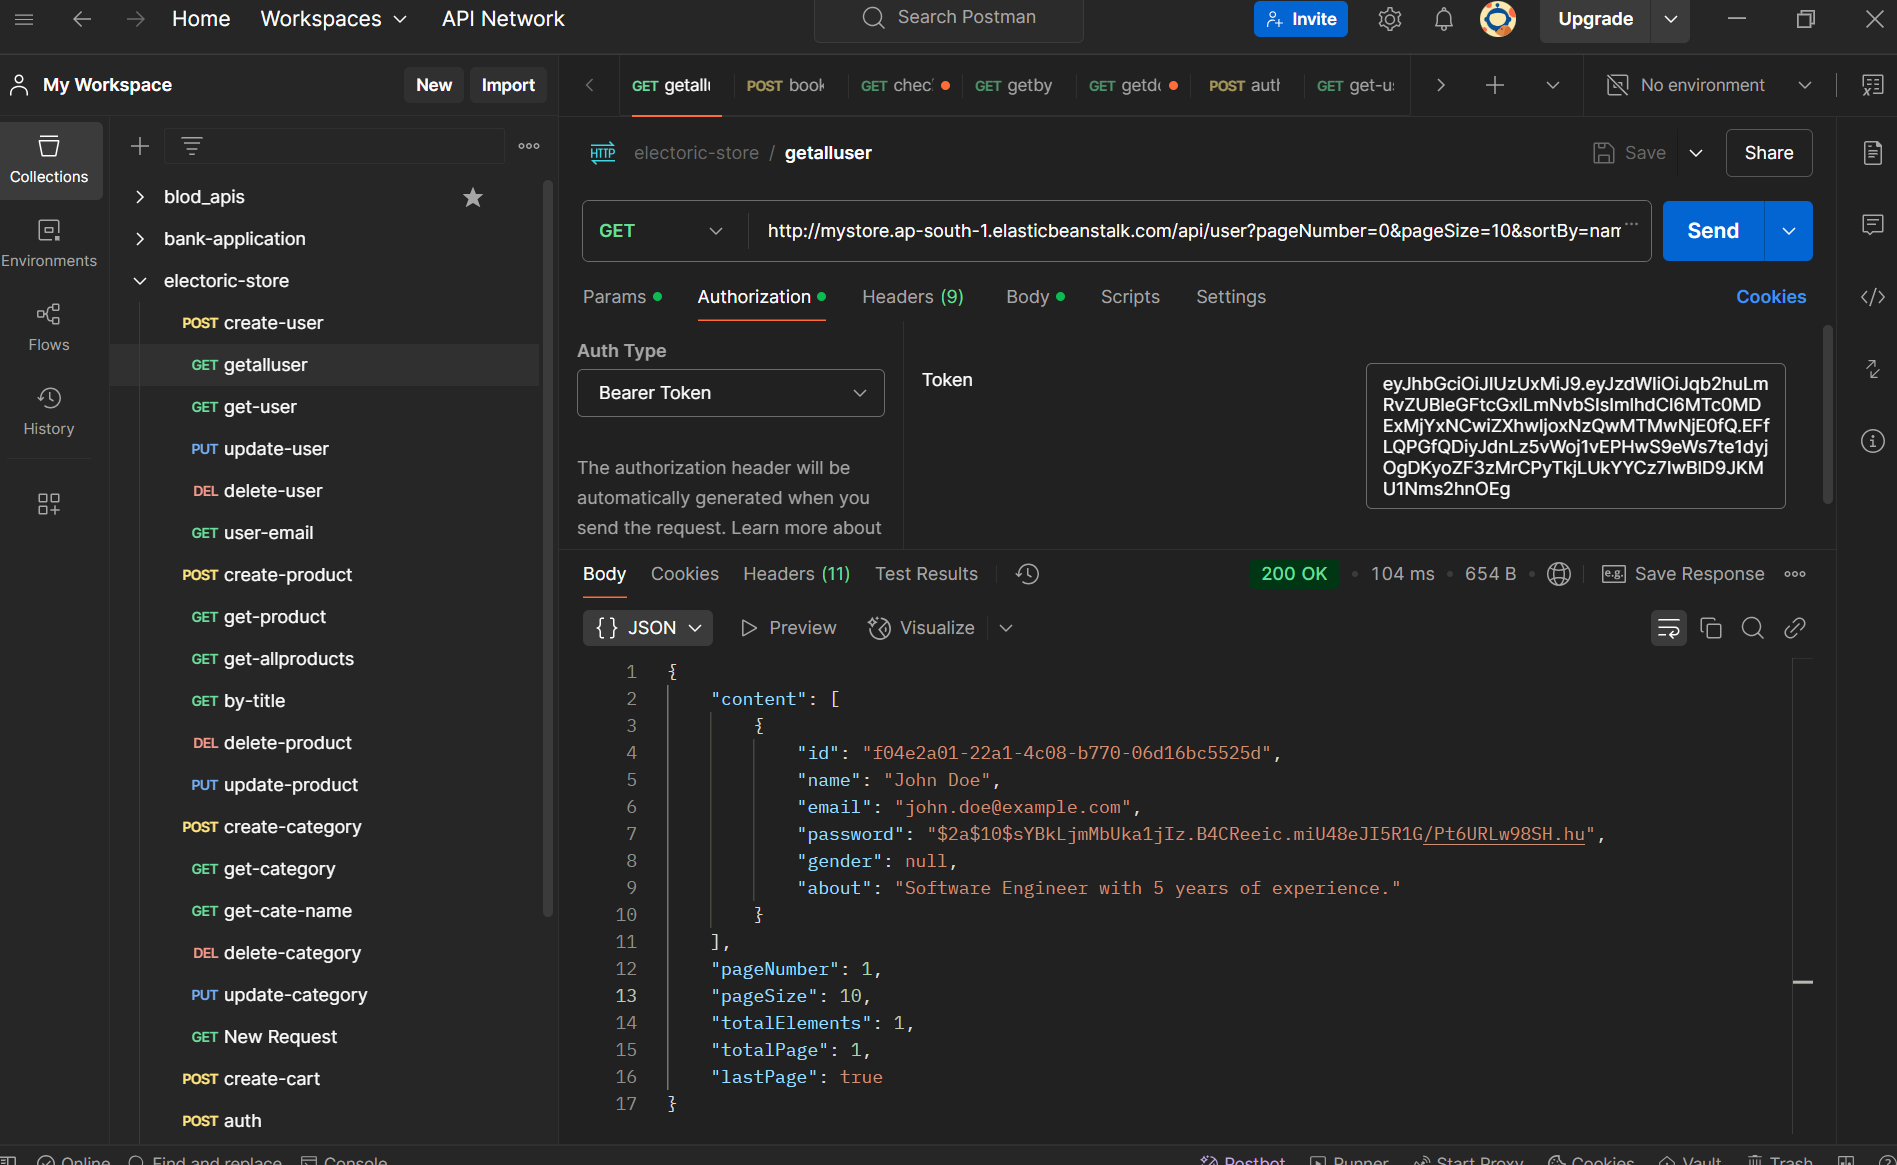 Home Workspaces API Network Search Postman Invite Upgrade
My Workspace New Import
GET getallu POST book GET chec GET getby GET getdo POST auth GET get-us No environment
Collections
Environments
Flows
History
blod_apis
bank-application
electoric-store
POST create-user
GET getalluser
GET get-user
PUT update-user
DEL delete-user
GET user-email
POST create-product
GET get-product
GET get-allproducts
GET by-title
DEL delete-product
PUT update-product
POST create-category
GET get-category
GET get-cate-name
DEL delete-category
PUT update-category
GET New Request
POST create-cart
POST auth
HTTP electoric-store / getalluser Save Share
GET http://mystore.ap-south-1.elasticbeanstalk.com/api/user?pageNumber=0&pageSize=10&sortBy=nam ... Send
Params Authorization Headers (9) Body Scripts Settings Cookies
Auth Type
Bearer Token
The authorization header will be
automatically generated when you
send the request. Learn more about
Token
eyJhbGciOiJIUzUxMiJ9.eyJzdWIiOiJqb2huLm
RvZUBleGFtcGxlLmNvbSIsImlhdCI6MTc0MD
ExMjYxNCwiZXhwIjoxNzQwMTMwNjE0fQ.EFf
LQPGfQDiyJdnLz5vWoj1vEPHwS9eWs7te1dyj
OgDKyoZF3zMrCPyTkjLUkYYCz7IwBlD9JKM
U1Nms2hnOEg
Body Cookies Headers (11) Test Results 200 OK • 104 ms • 654 B • e.g. Save Response
{} JSON Preview Visualize
1 {
2 "content": [
3 {
4 "id": "f04e2a01-22a1-4c08-b770-06d16bc5525d",
5 "name": "John Doe",
6 "email": "john.doe@example.com",
7 "password": "$2a$10$sYBkLjmMbUka1jIz.B4CReeic.miU48eJI5R1G/Pt6URLw98SH.hu",
8 "gender": null,
9 "about": "Software Engineer with 5 years of experience."
10 }
11 ],
12 "pageNumber": 1,
13 "pageSize": 10,
14 "totalElements": 1,
15 "totalPage": 1,
16 "lastPage": true
17 }
Online Find and replace Console Postbot Runner Start Proxy Cookies Vault Trash